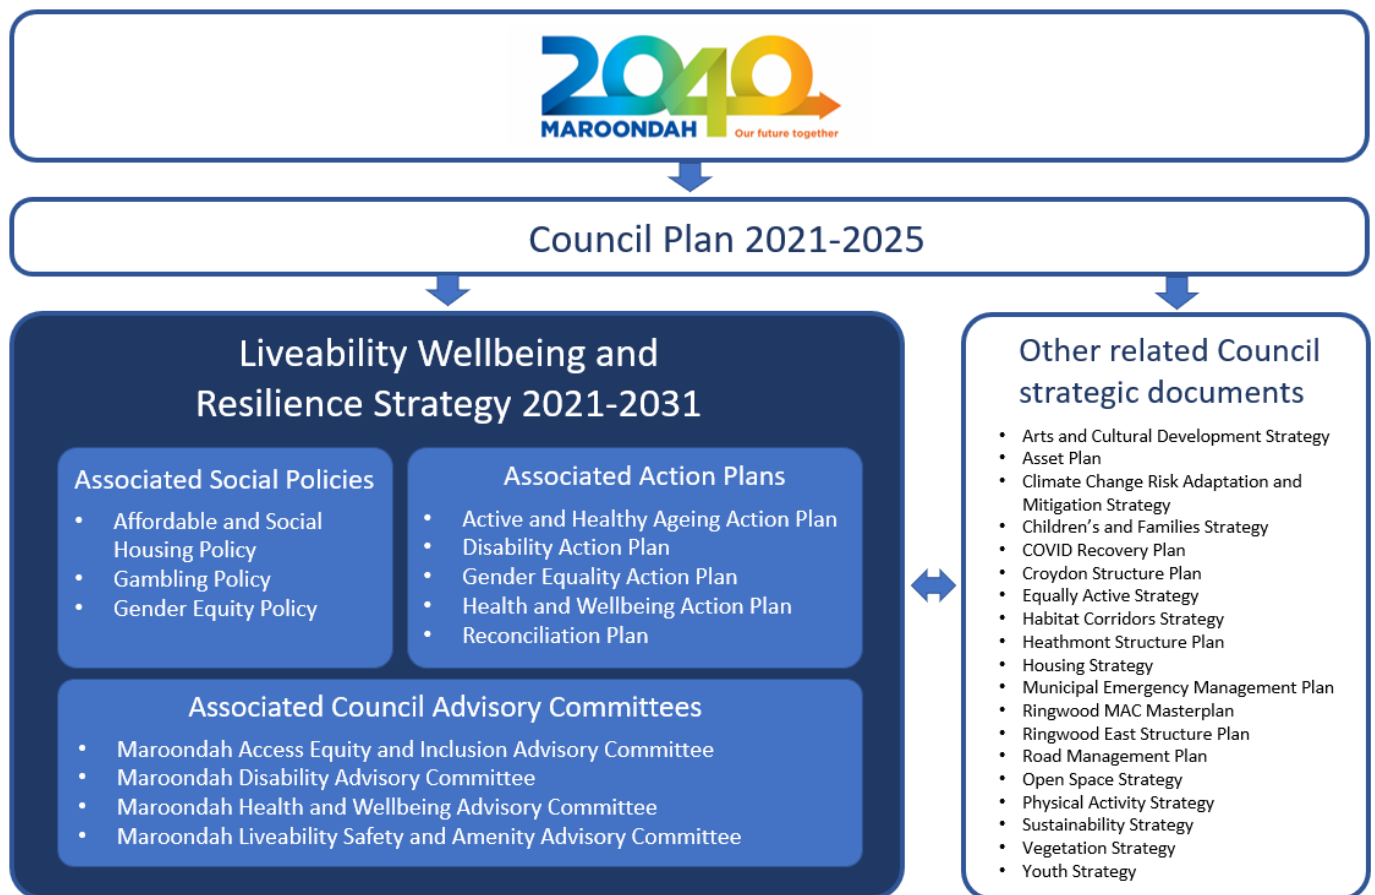 2040
MAROONDAH
Our future together
Council Plan 2021-2025
Liveability Wellbeing and
Resilience Strategy 2021-2031
Associated Social Policies
• Affordable and Social
Housing Policy
• Gambling Policy
• Gender Equity Policy
Associated Action Plans
• Active and Healthy Ageing Action Plan
• Disability Action Plan
• Gender Equality Action Plan
• Health and Wellbeing Action Plan
• Reconciliation Plan
Associated Council Advisory Committees
• Maroondah Access Equity and Inclusion Advisory Committee
• Maroondah Disability Advisory Committee
• Maroondah Health and Wellbeing Advisory Committee
• Maroondah Liveability Safety and Amenity Advisory Committee
Other related Council
strategic documents
• Arts and Cultural Development Strategy
• Asset Plan
• Climate Change Risk Adaptation and
Mitigation Strategy
• Children’s and Families Strategy
• COVID Recovery Plan
• Croydon Structure Plan
• Equally Active Strategy
• Habitat Corridors Strategy
• Heathmont Structure Plan
• Housing Strategy
• Municipal Emergency Management Plan
• Ringwood MAC Masterplan
• Ringwood East Structure Plan
• Road Management Plan
• Open Space Strategy
• Physical Activity Strategy
• Sustainability Strategy
• Vegetation Strategy
• Youth Strategy